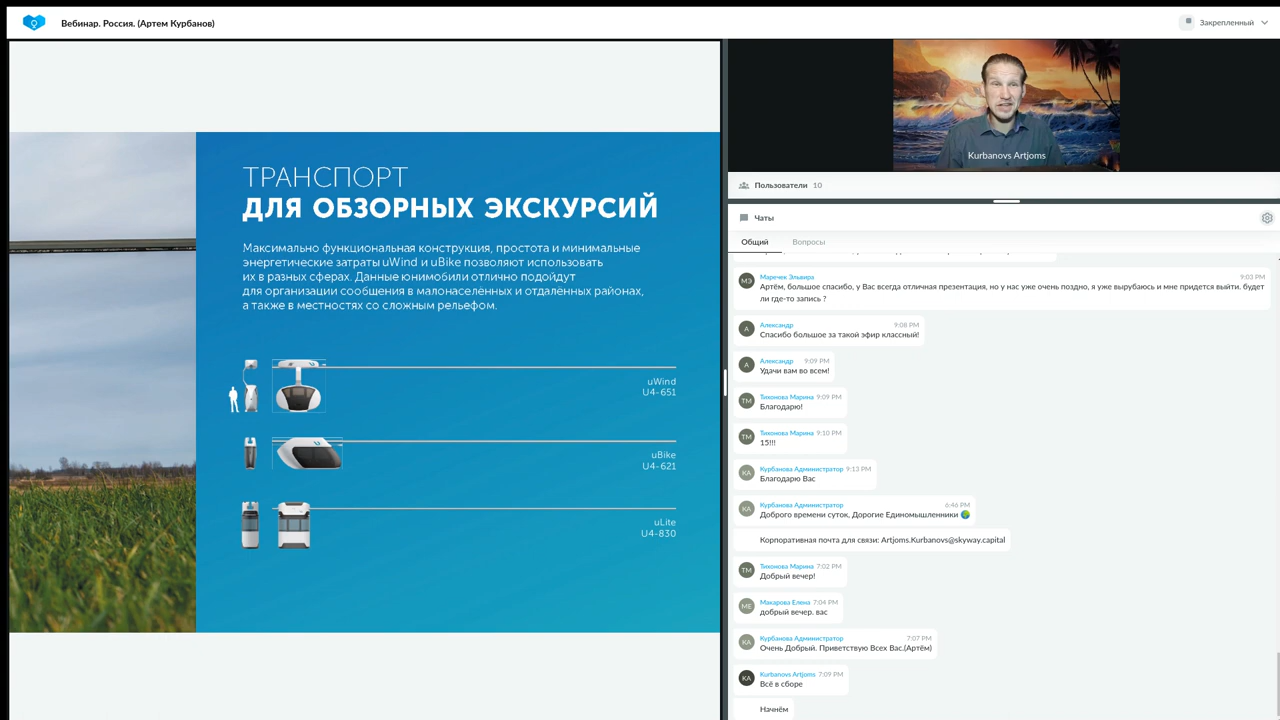 Вебинар. Россия. (Артем Курбанов)
Закрепленный
ТРАНСПОРТ
ДЛЯ ОБЗОРНЫХ ЭКСКУРСИЙ
Максимально функциональная конструкция, простота и минимальные
энергетические затраты uWind и uBike позволяют использовать
их в разных сферах. Данные юнимобили отлично подойдут
для организации сообщения в малонаселённых и отдалённых районах,
а также в местностях со сложным рельефом.
uWind
U4-651
uBike
U4-621
uLite
U4-830
Kurbanovs Artjoms
Пользователи 10
Чаты
Общий
Вопросы
МЭ
Маречек Эльвира 9:03 PM
Артём, большое спасибо, у Вас всегда отличная презентация, но у нас уже очень поздно, я уже вырубаюсь и мне придется выйти. будет
ли где-то запись ?
А
Александр 9:08 PM
Спасибо большое за такой эфир классный!
А
Александр 9:09 PM
Удачи вам во всем!
ТМ
Тихонова Марина 9:09 PM
Благодарю!
ТМ
Тихонова Марина 9:10 PM
15!!!
КА
Курбанова Администратор 9:13 PM
Благодарю Вас
КА
Курбанова Администратор 6:46 PM
Доброго времени суток, Дорогие Единомышленники
Корпоративная почта для связи: Artjoms.Kurbanovs@skyway.capital
ТМ
Тихонова Марина 7:02 PM
Добрый вечер!
МЕ
Макарова Елена 7:04 PM
добрый вечер. вас
КА
Курбанова Администратор 7:07 PM
Очень Добрый. Приветствую Всех Вас.(Артём)
KA
Kurbanovs Artjoms 7:09 PM
Всё в сборе
Начнём